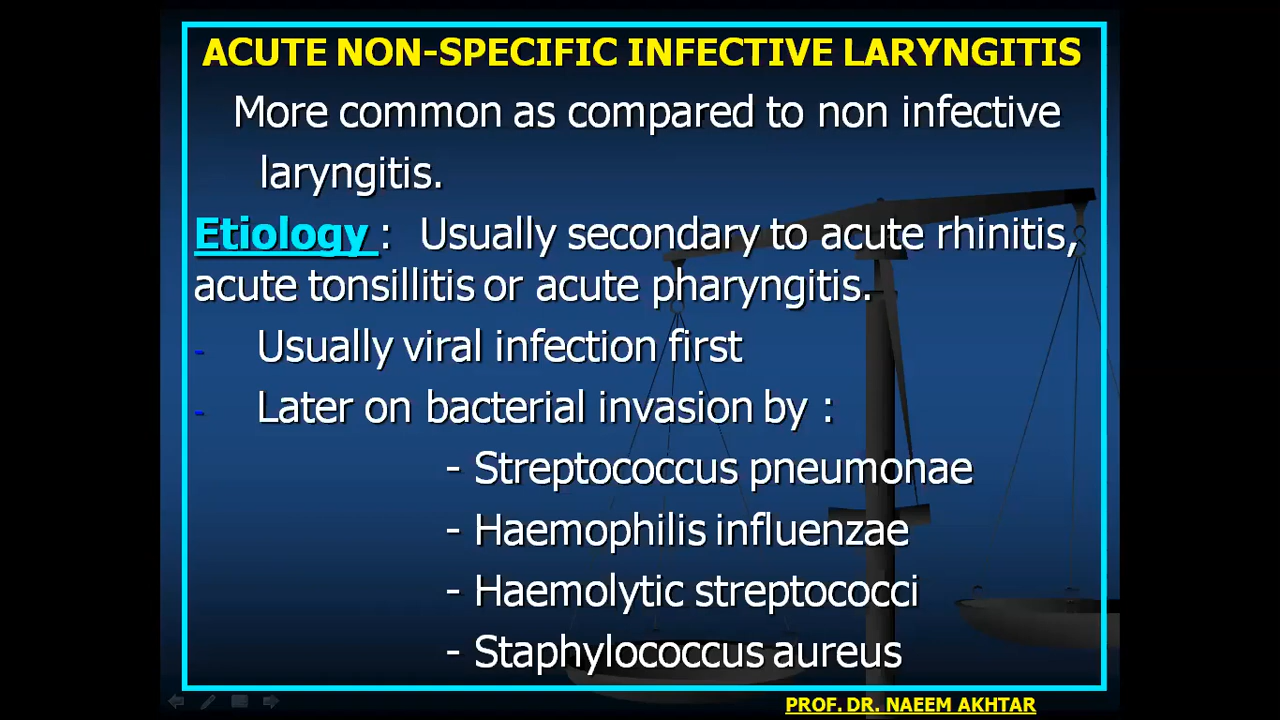 ACUTE NON-SPECIFIC INFECTIVE LARYNGITIS
More common as compared to non infective
laryngitis.
Etiology : Usually secondary to acute rhinitis,
acute tonsillitis or acute pharyngitis.
- Usually viral infection first
- Later on bacterial invasion by :
- Streptococcus pneumonae
- Haemophilis influenzae
- Haemolytic streptococci
- Staphylococcus aureus
PROF. DR. NAEEM AKHTAR